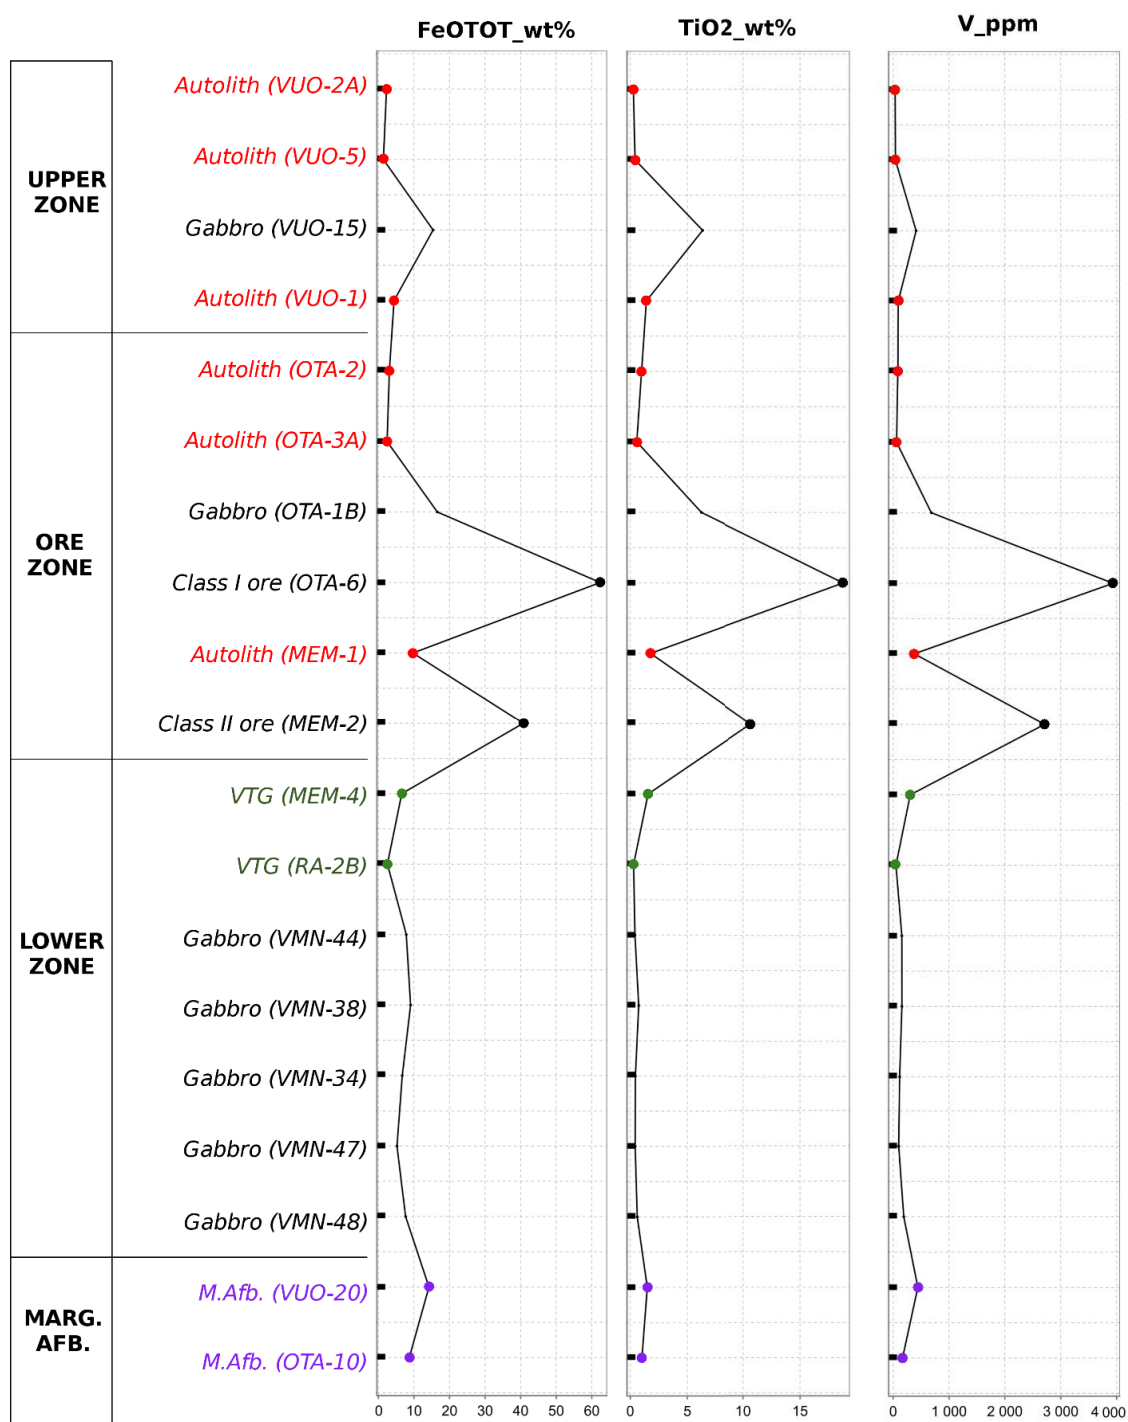 FeOTOT_wt%
TiO2_wt%
V_ppm
UPPER
ZONE
Autolith (VUO-2A)
Autolith (VUO-5)
Gabbro (VUO-15)
Autolith (VUO-1)
ORE
ZONE
Autolith (OTA-2)
Autolith (OTA-3A)
Gabbro (OTA-1B)
Class I ore (OTA-6)
Autolith (MEM-1)
Class II ore (MEM-2)
LOWER
ZONE
VTG (MEM-4)
VTG (RA-2B)
Gabbro (VMN-44)
Gabbro (VMN-38)
Gabbro (VMN-34)
Gabbro (VMN-47)
Gabbro (VMN-48)
MARG.
AFB.
M.Afb. (VUO-20)
M.Afb. (OTA-10)
0 10 20 30 40 50 60
0 5 10 15
0 1 000 2 000 3 000 4 000